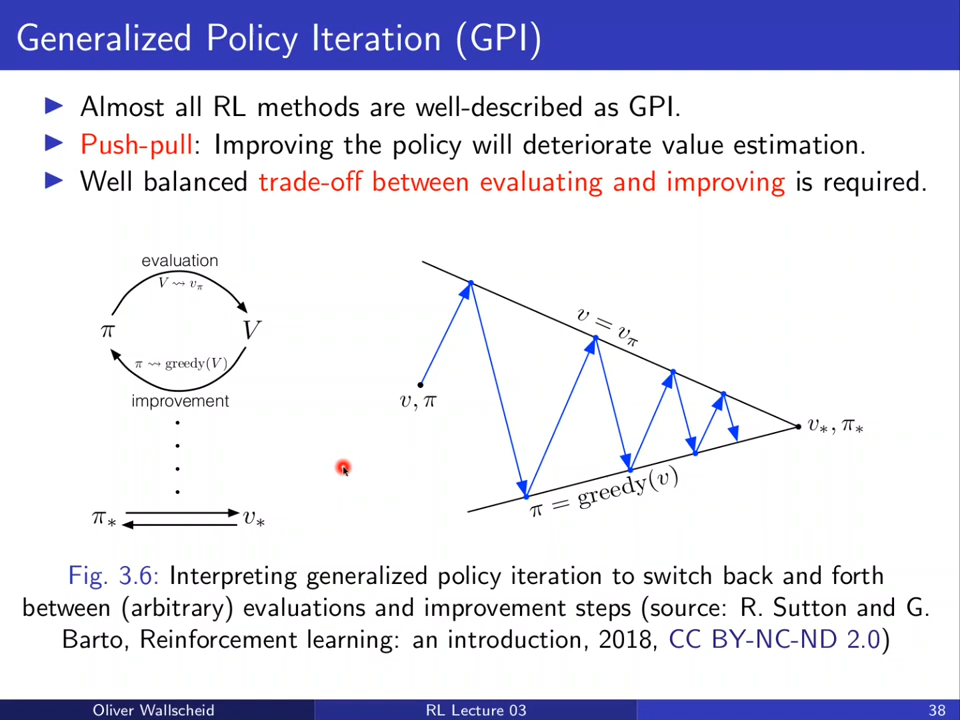 Generalized Policy Iteration (GPI)
▶ Almost all RL methods are well-described as GPI.
▶ Push-pull: Improving the policy will deteriorate value estimation.
▶ Well balanced trade-off between evaluating and improving is required.
evaluation
V ⇝ v_π
π V
π ⇝ greedy(V)
improvement
π∗ v∗
v, π
v = v_π
v∗, π∗
π = greedy(v)
Fig. 3.6: Interpreting generalized policy iteration to switch back and forth
between (arbitrary) evaluations and improvement steps (source: R. Sutton and G.
Barto, Reinforcement learning: an introduction, 2018, CC BY-NC-ND 2.0)
Oliver Wallscheid RL Lecture 03 38